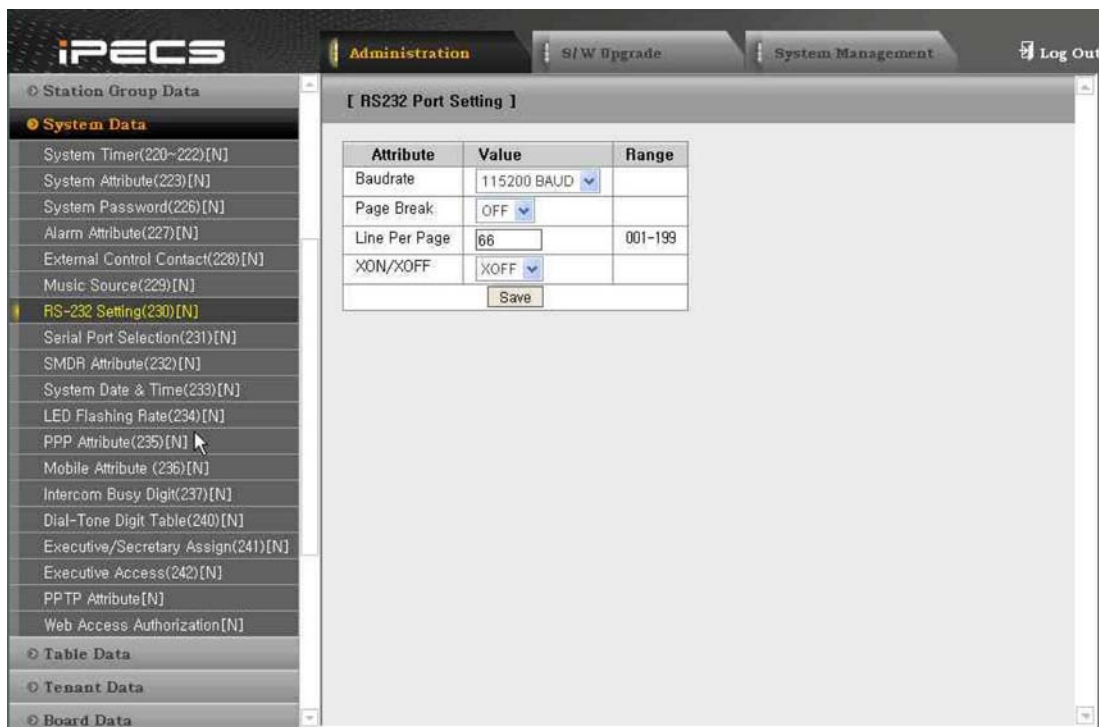 iPECS
Administration
S/W Upgrade
System Management
Log Out
Station Group Data
System Data
System Timer(220~222)[N]
System Attribute(223)[N]
System Password(226)[N]
Alarm Attribute(227)[N]
External Control Contact(228)[N]
Music Source(229)[N]
RS-232 Setting(230)[N]
Serial Port Selection(231)[N]
SMDR Attribute(232)[N]
System Date & Time(233)[N]
LED Flashing Rate(234)[N]
PPP Attribute(235)[N]
Mobile Attribute (236)[N]
Intercom Busy Digit(237)[N]
Dial-Tone Digit Table(240)[N]
Executive/Secretary Assign(241)[N]
Executive Access(242)[N]
PPTP Attribute[N]
Web Access Authorization[N]
Table Data
Tenant Data
Board Data
[ RS232 Port Setting ]
Attribute Value Range
Baudrate 115200 BAUD
Page Break OFF
Line Per Page 66 001-199
XON/XOFF XOFF
Save